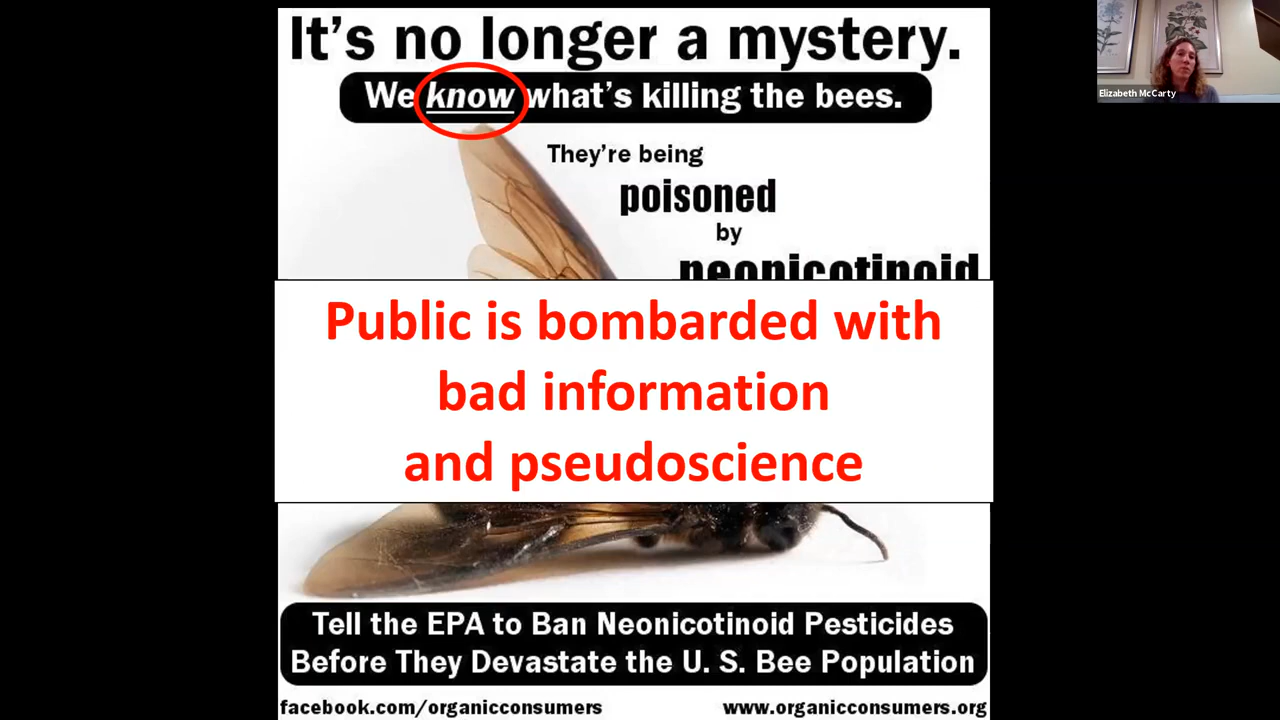 It's no longer a mystery.
We know what's killing the bees.
They're being
poisoned
by
neonicotinoid
Public is bombarded with
bad information
and pseudoscience
Tell the EPA to Ban Neonicotinoid Pesticides
Before They Devastate the U. S. Bee Population
facebook.com/organicconsumers
www.organicconsumers.org
Elizabeth McCarty